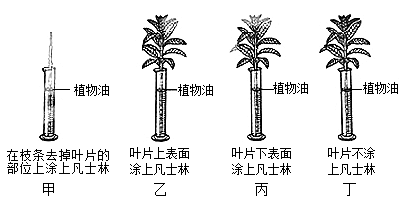 植物油
植物油
植物油
植物油
在枝条去掉叶片的
部位上涂上凡士林
叶片上表面
涂上凡士林
叶片下表面
涂上凡士林
叶片不涂
上凡士林
甲
乙
丙
丁